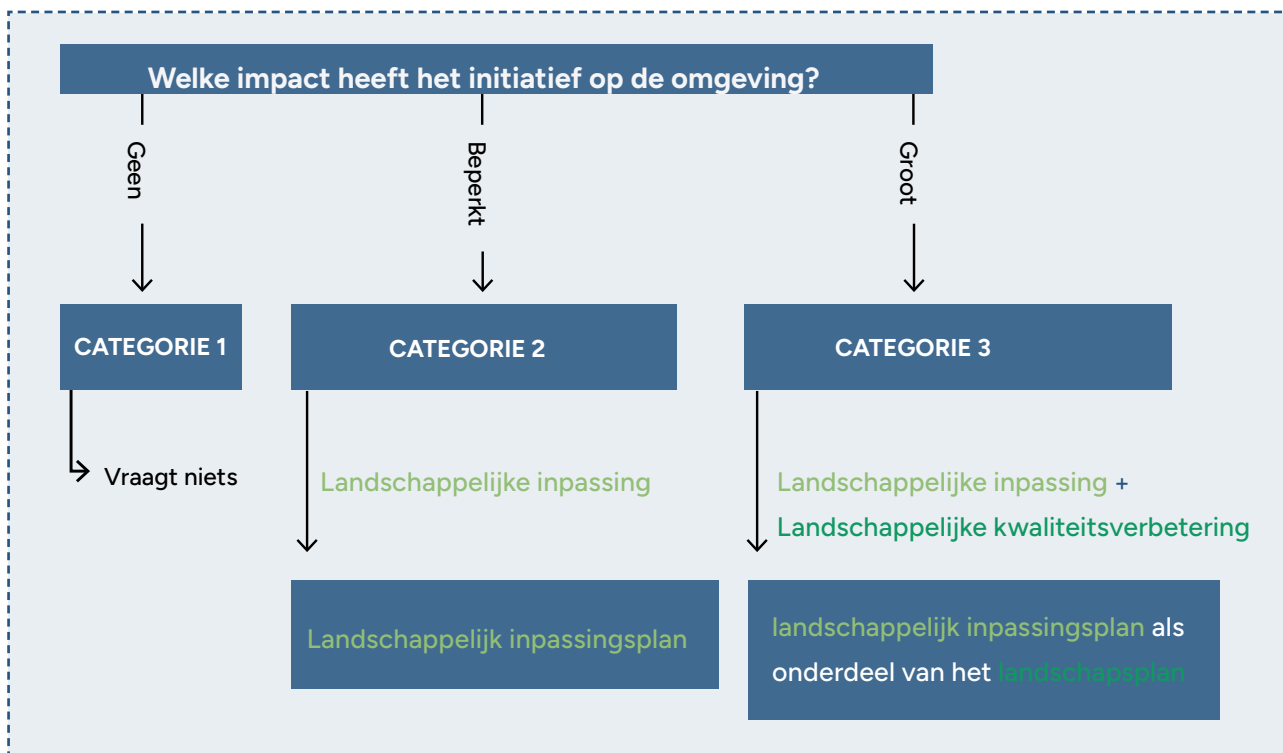 Welke impact heeft het initiatief op de omgeving?
Geen
Beperkt
Groot
CATEGORIE 1
CATEGORIE 2
CATEGORIE 3
Vraagt niets
Landschappelijke inpassing
Landschappelijke inpassing +
Landschappelijke kwaliteitsverbetering
Landschappelijk inpassingsplan
landschappelijk inpassingsplan als
onderdeel van het landschapsplan